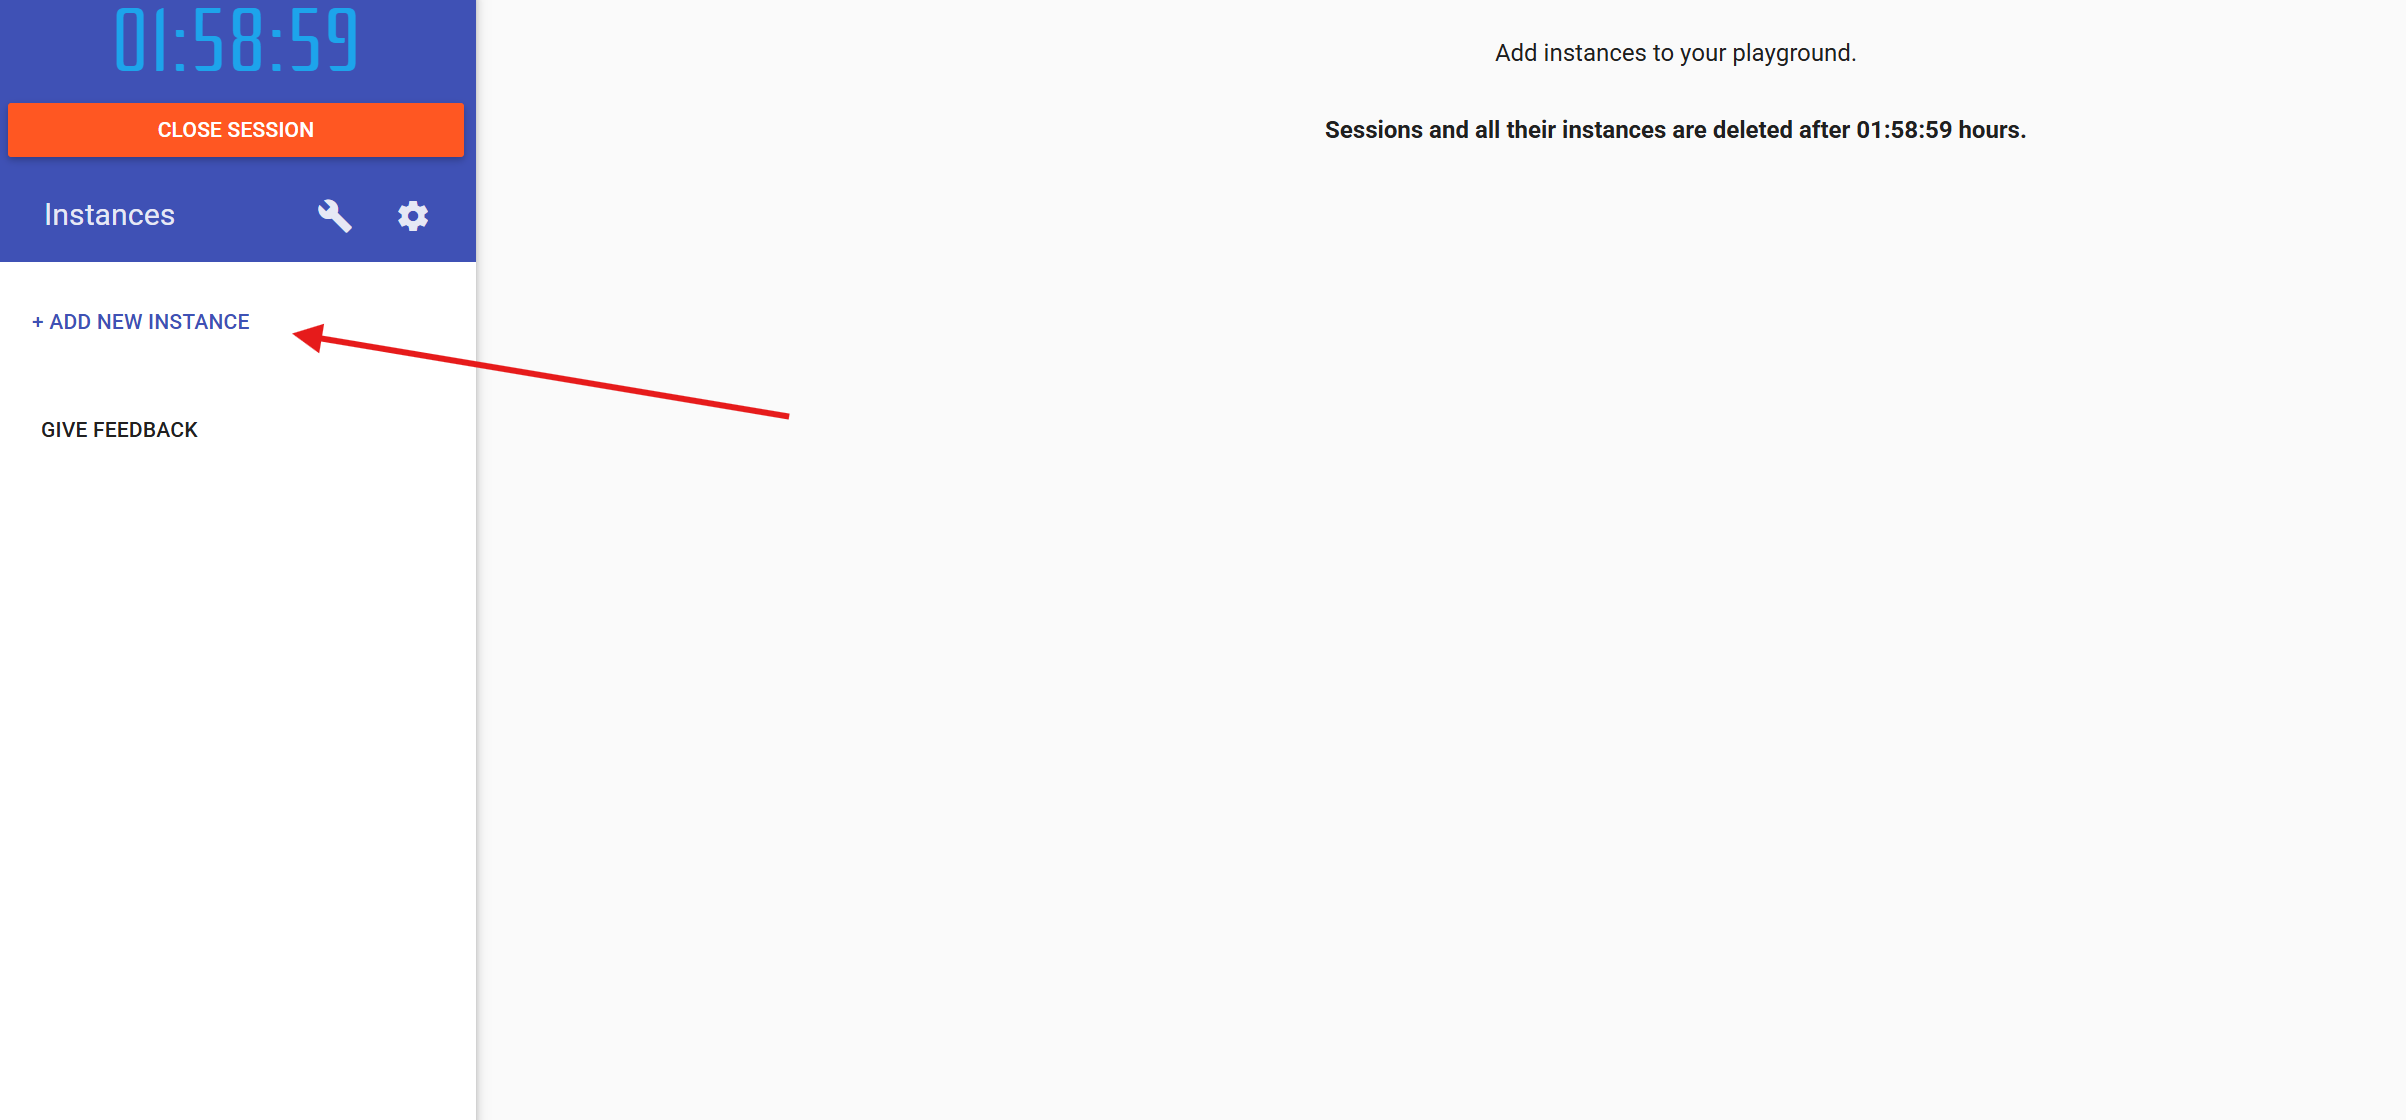 01:58:59
CLOSE SESSION
Instances
+ ADD NEW INSTANCE
GIVE FEEDBACK
Add instances to your playground.
Sessions and all their instances are deleted after 01:58:59 hours.